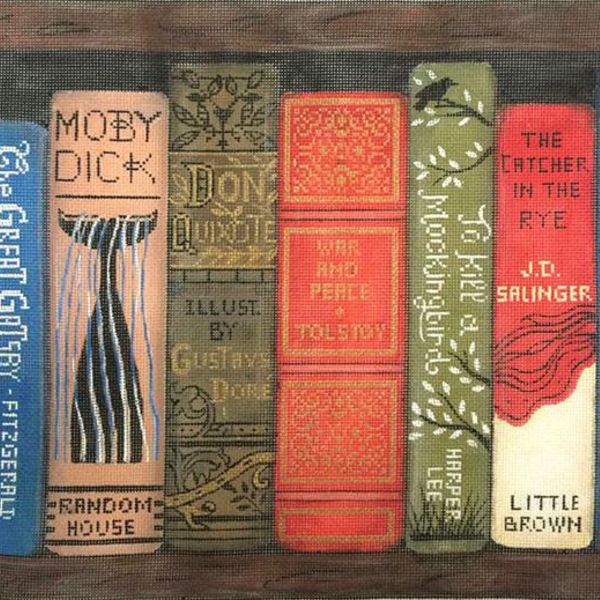 The Great Gatsby - Fitzgerald
MOBY
DICK
RANDOM
HOUSE
DON
QUIXOTE
ILLUST.
BY
GUSTAVE
DORÉ
WAR
AND
PEACE
TOLSTOY
To Kill a
Mockingbird
HARPER
LEE
THE
CATCHER
IN THE
RYE
J.D.
SALINGER
LITTLE
BROWN